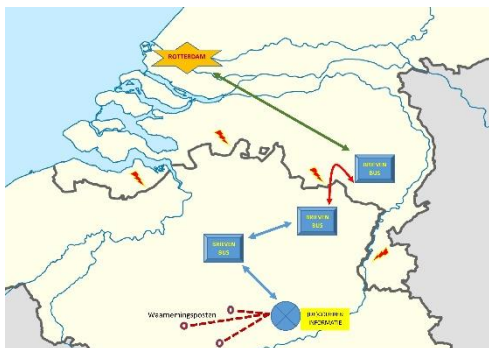 ROTTERDAM
BRIEVEN
BUS
BRIEVEN
BUS
BRIEVEN
BUS
Waarnemingsposten
INFORMATIE